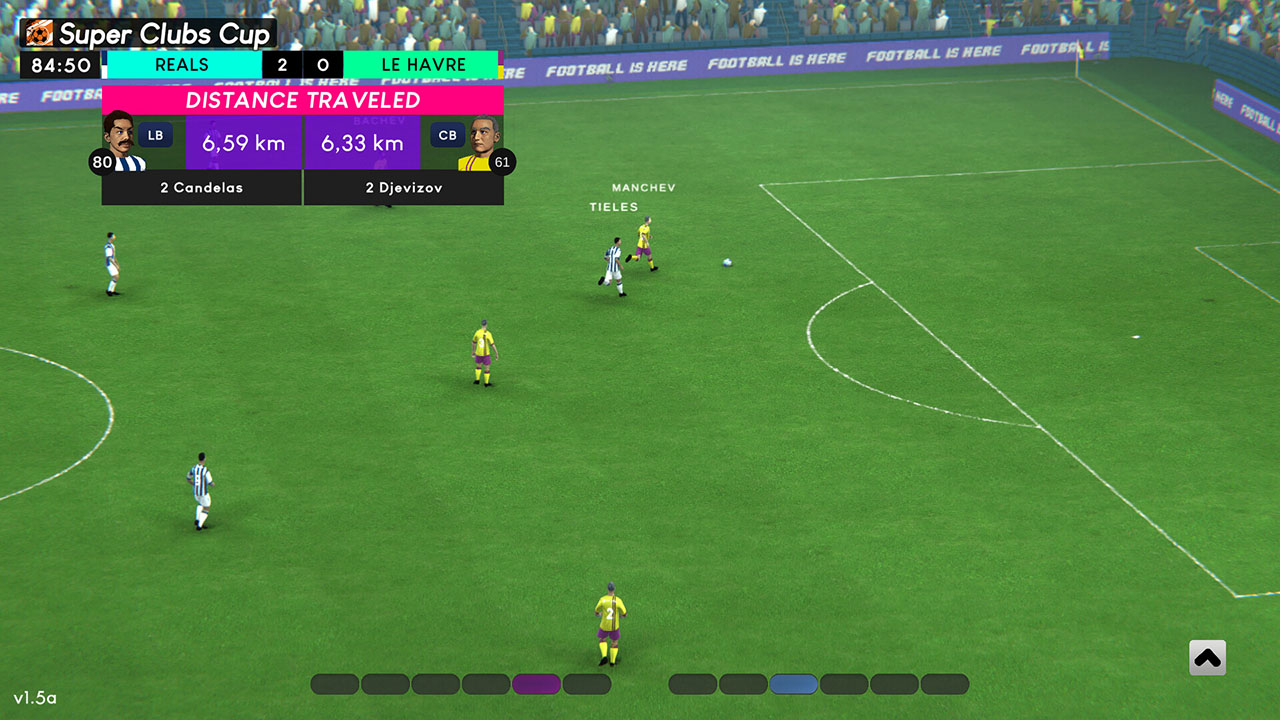 Super Clubs Cup
84:50 REALS 2 0 LE HAVRE
DISTANCE TRAVELED
BACHEV
LB 6,59 km 6,33 km CB
80 61
2 Candelas 2 Djevizov
FOOTBALL IS HERE FOOTBALL IS HERE FOOTBALL IS HERE FOOTBALL IS
HERE FOOTBALL
MANCHEV
TIELES
2
v1.5a